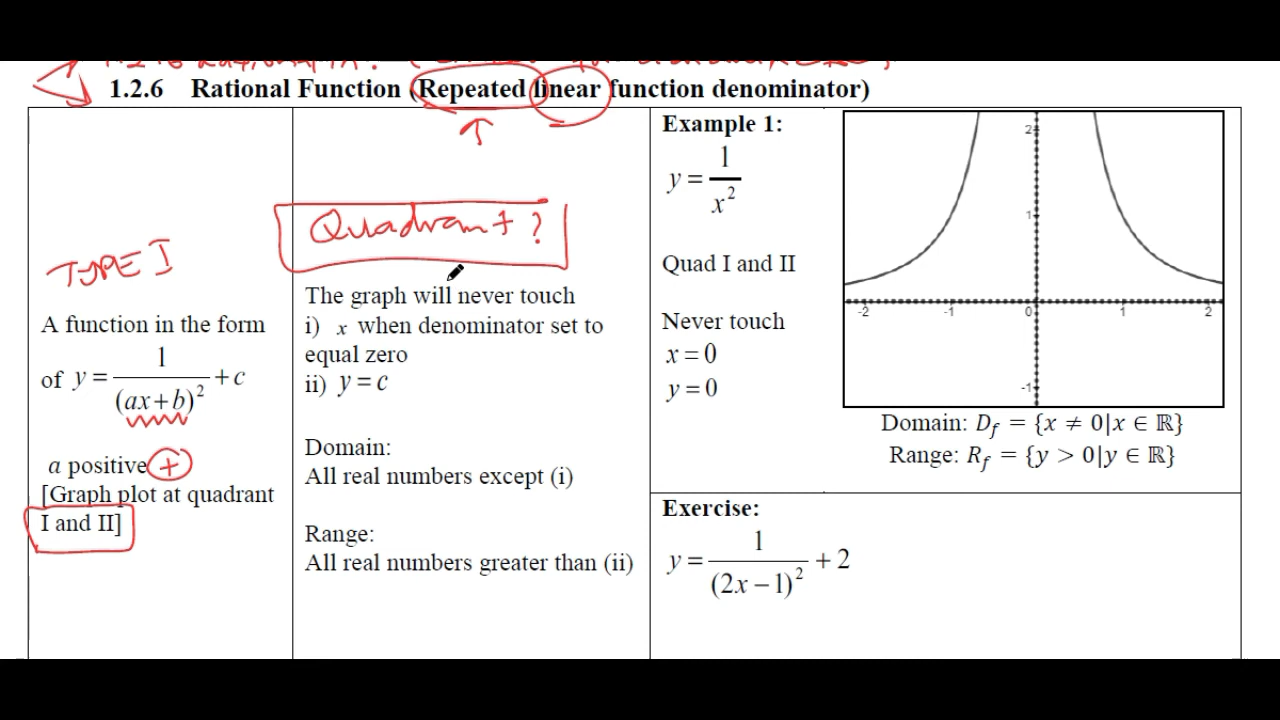 1.2.6 Rational Function (Repeated linear function denominator)
TYPE I
A function in the form
of y = 1/(ax+b)² + c
a positive +
[Graph plot at quadrant
I and II]
Quadrant ?
The graph will never touch
i) x when denominator set to
equal zero
ii) y = c
Domain:
All real numbers except (i)
Range:
All real numbers greater than (ii)
Example 1:
y = 1/x²
Quad I and II
Never touch
x = 0
y = 0
2
1
-2 -1 0 1 2
-1
Domain: D_f = {x ≠ 0|x ∈ ℝ}
Range: R_f = {y > 0|y ∈ ℝ}
Exercise:
y = 1/(2x − 1)² + 2